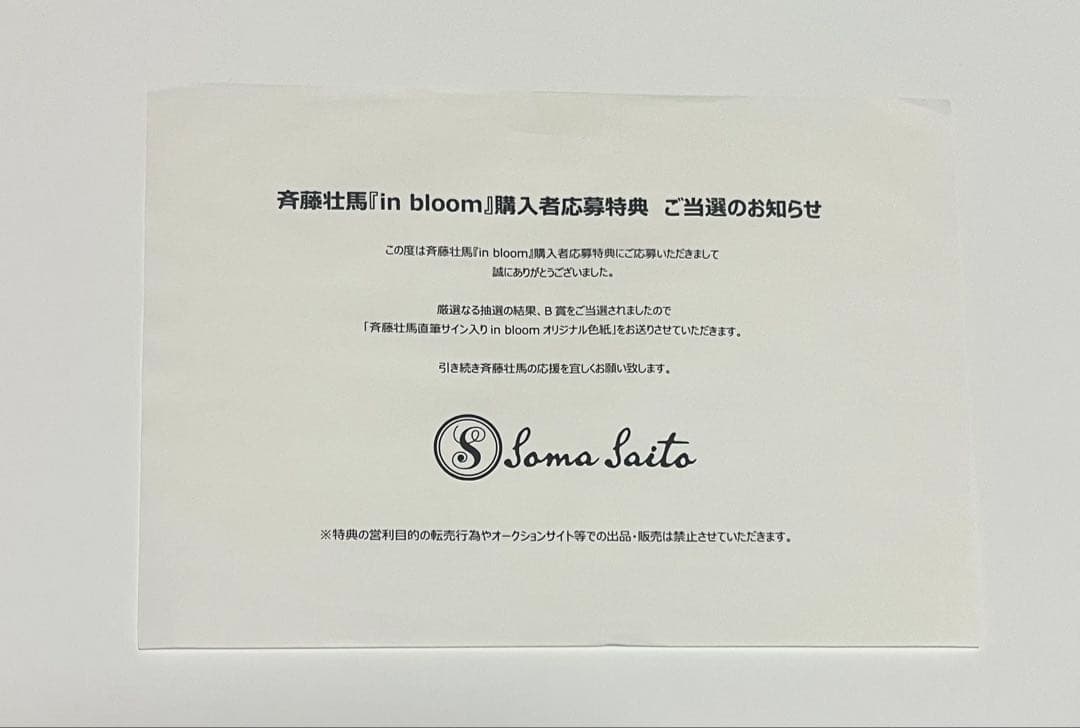 斉藤壮馬『in bloom』購入者応募特典 ご当選のお知らせ
この度は斉藤壮馬『in bloom』購入者応募特典にご応募いただきまして
誠にありがとうございました。
厳選なる抽選の結果、B 賞をご当選されましたので
「斉藤壮馬直筆サイン入り in bloom オリジナル色紙」をお送りさせていただきます。
引き続き斉藤壮馬の応援を宜しくお願い致します。
S Soma Saito
※特典の営利目的の転売行為やオークションサイト等での出品・販売は禁止させていただきます。